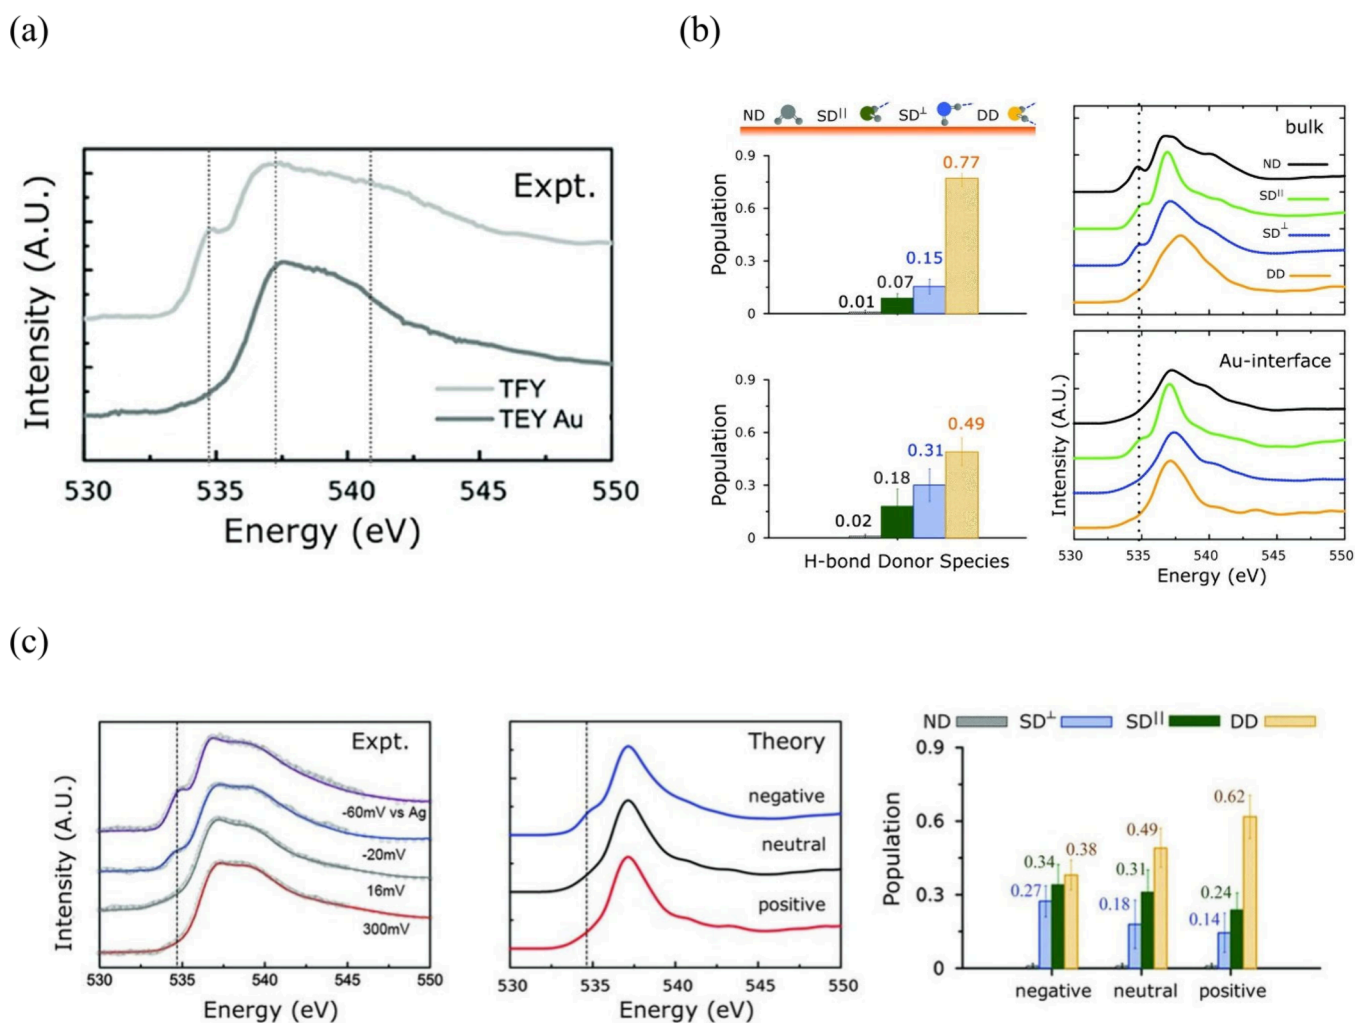 (a)
Intensity (A.U.)
Expt.
TFY
TEY Au
530 535 540 545 550
Energy (eV)
(b)
ND SD|| SD⊥ DD
Population
0.9
0.6
0.3
0
0.01 0.07 0.15 0.77
Population
0.9
0.6
0.3
0
0.02 0.18 0.31 0.49
H-bond Donor Species
bulk
ND
SD||
SD⊥
DD
Au-interface
Intensity (A.U.)
530 535 540 545 550
Energy (eV)
(c)
Intensity (A.U.)
Expt.
-60mV vs Ag
-20mV
16mV
300mV
530 535 540 545 550
Energy (eV)
Theory
negative
neutral
positive
530 535 540 545 550
Energy (eV)
ND SD⊥ SD|| DD
Population
0.9
0.6
0.3
0
0.27 0.34 0.38
0.18 0.31 0.49
0.14 0.24 0.62
negative neutral positive